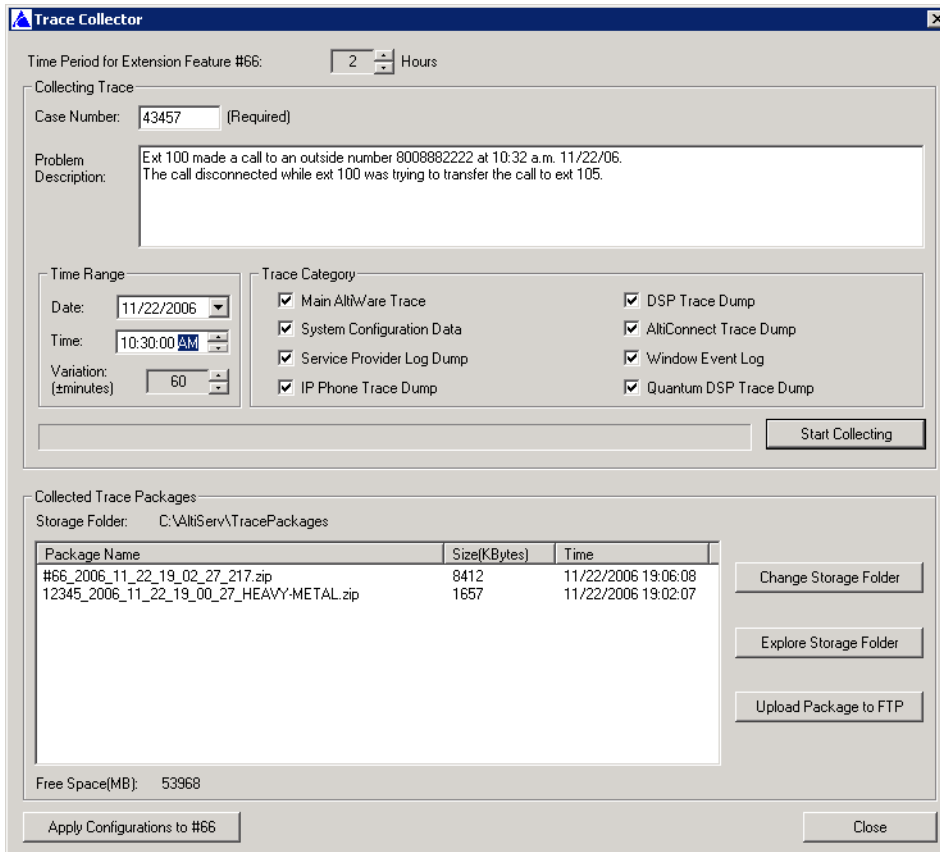 Trace Collector
Time Period for Extension Feature #66: 2 Hours
Collecting Trace
Case Number: 43457 (Required)
Problem Description:
Ext 100 made a call to an outside number 8008882222 at 10:32 a.m. 11/22/06.
The call disconnected while ext 100 was trying to transfer the call to ext 105.
Time Range
Date: 11/22/2006
Time: 10:30:00 AM
Variation: (±minutes) 60
Trace Category
Main AltiWare Trace
System Configuration Data
Service Provider Log Dump
IP Phone Trace Dump
DSP Trace Dump
AltiConnect Trace Dump
Window Event Log
Quantum DSP Trace Dump
Start Collecting
Collected Trace Packages
Storage Folder: C:\AltiServ\TracePackages
Package Name Size(KBytes) Time
#66_2006_11_22_19_02_27_217.zip 8412 11/22/2006 19:06:08
12345_2006_11_22_19_00_27_HEAVY-METAL.zip 1657 11/22/2006 19:02:07
Change Storage Folder
Explore Storage Folder
Upload Package to FTP
Free Space(MB): 53968
Apply Configurations to #66
Close